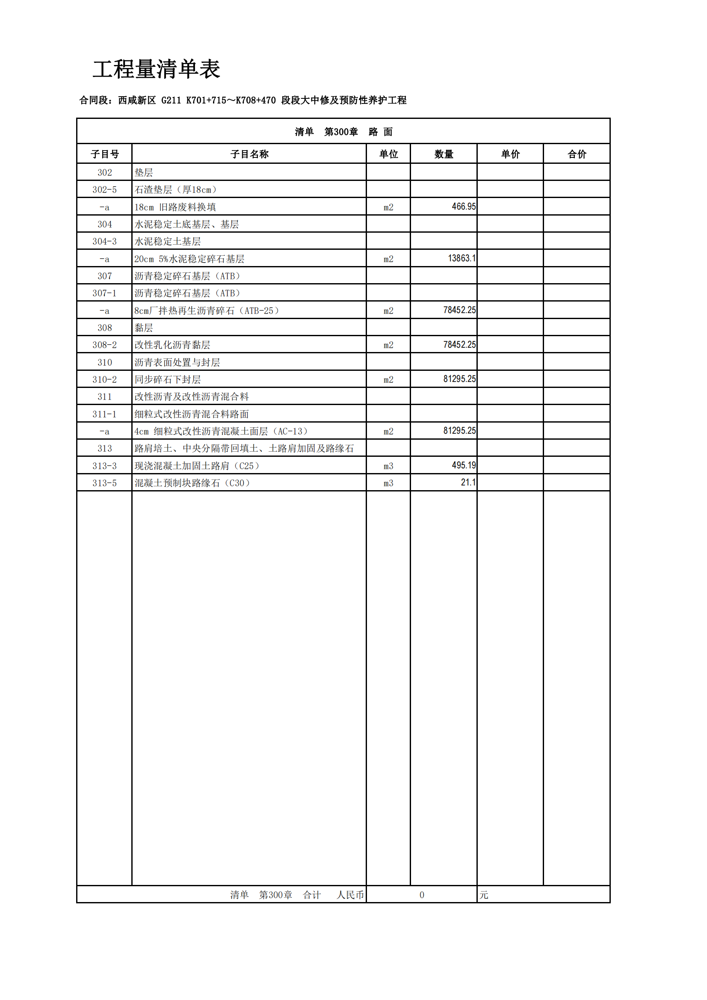 工程量清单表
合同段：西咸新区 G211 K701+715～K708+470 段段大中修及预防性养护工程
清单 第300章 路 面
子目号 子目名称 单位 数量 单价 合价
302 垫层
302-5 石渣垫层（厚18cm）
-a 18cm 旧路废料换填 m2 466.95
304 水泥稳定土底基层、基层
304-3 水泥稳定土基层
-a 20cm 5%水泥稳定碎石基层 m2 13863.1
307 沥青稳定碎石基层（ATB）
307-1 沥青稳定碎石基层（ATB）
-a 8cm厂拌热再生沥青碎石（ATB-25） m2 78452.25
308 黏层
308-2 改性乳化沥青黏层 m2 78452.25
310 沥青表面处置与封层
310-2 同步碎石下封层 m2 81295.25
311 改性沥青及改性沥青混合料
311-1 细粒式改性沥青混合料路面
-a 4cm 细粒式改性沥青混凝土面层（AC-13） m2 81295.25
313 路肩培土、中央分隔带回填土、土路肩加固及路缘石
313-3 现浇混凝土加固土路肩（C25） m3 495.19
313-5 混凝土预制块路缘石（C30） m3 21.1
清单 第300章 合计 人民币 0 元